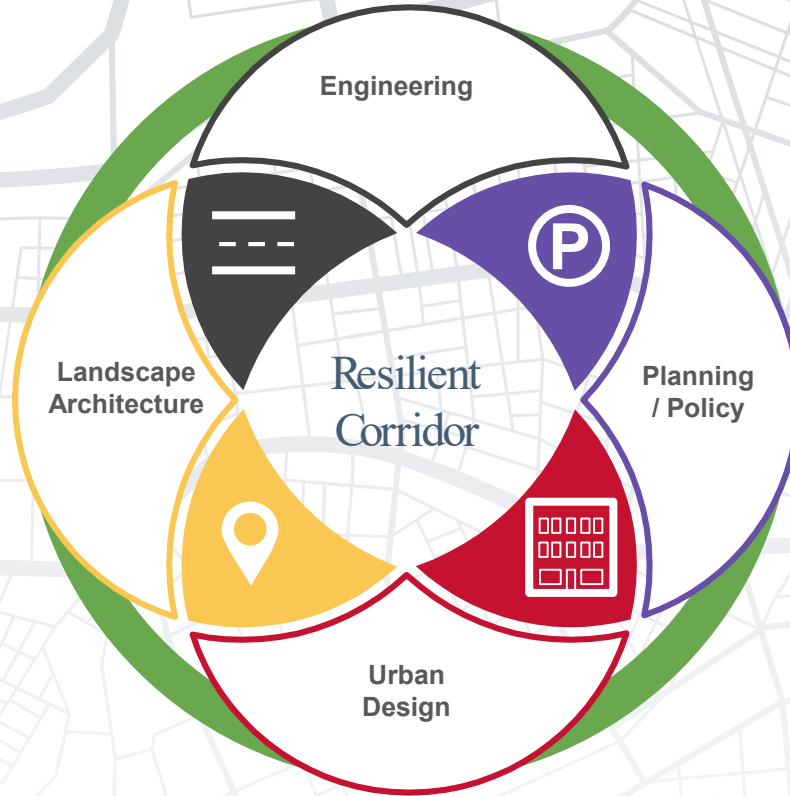 Engineering
P
Landscape
Architecture
Resilient
Corridor
Planning
/ Policy
Urban
Design